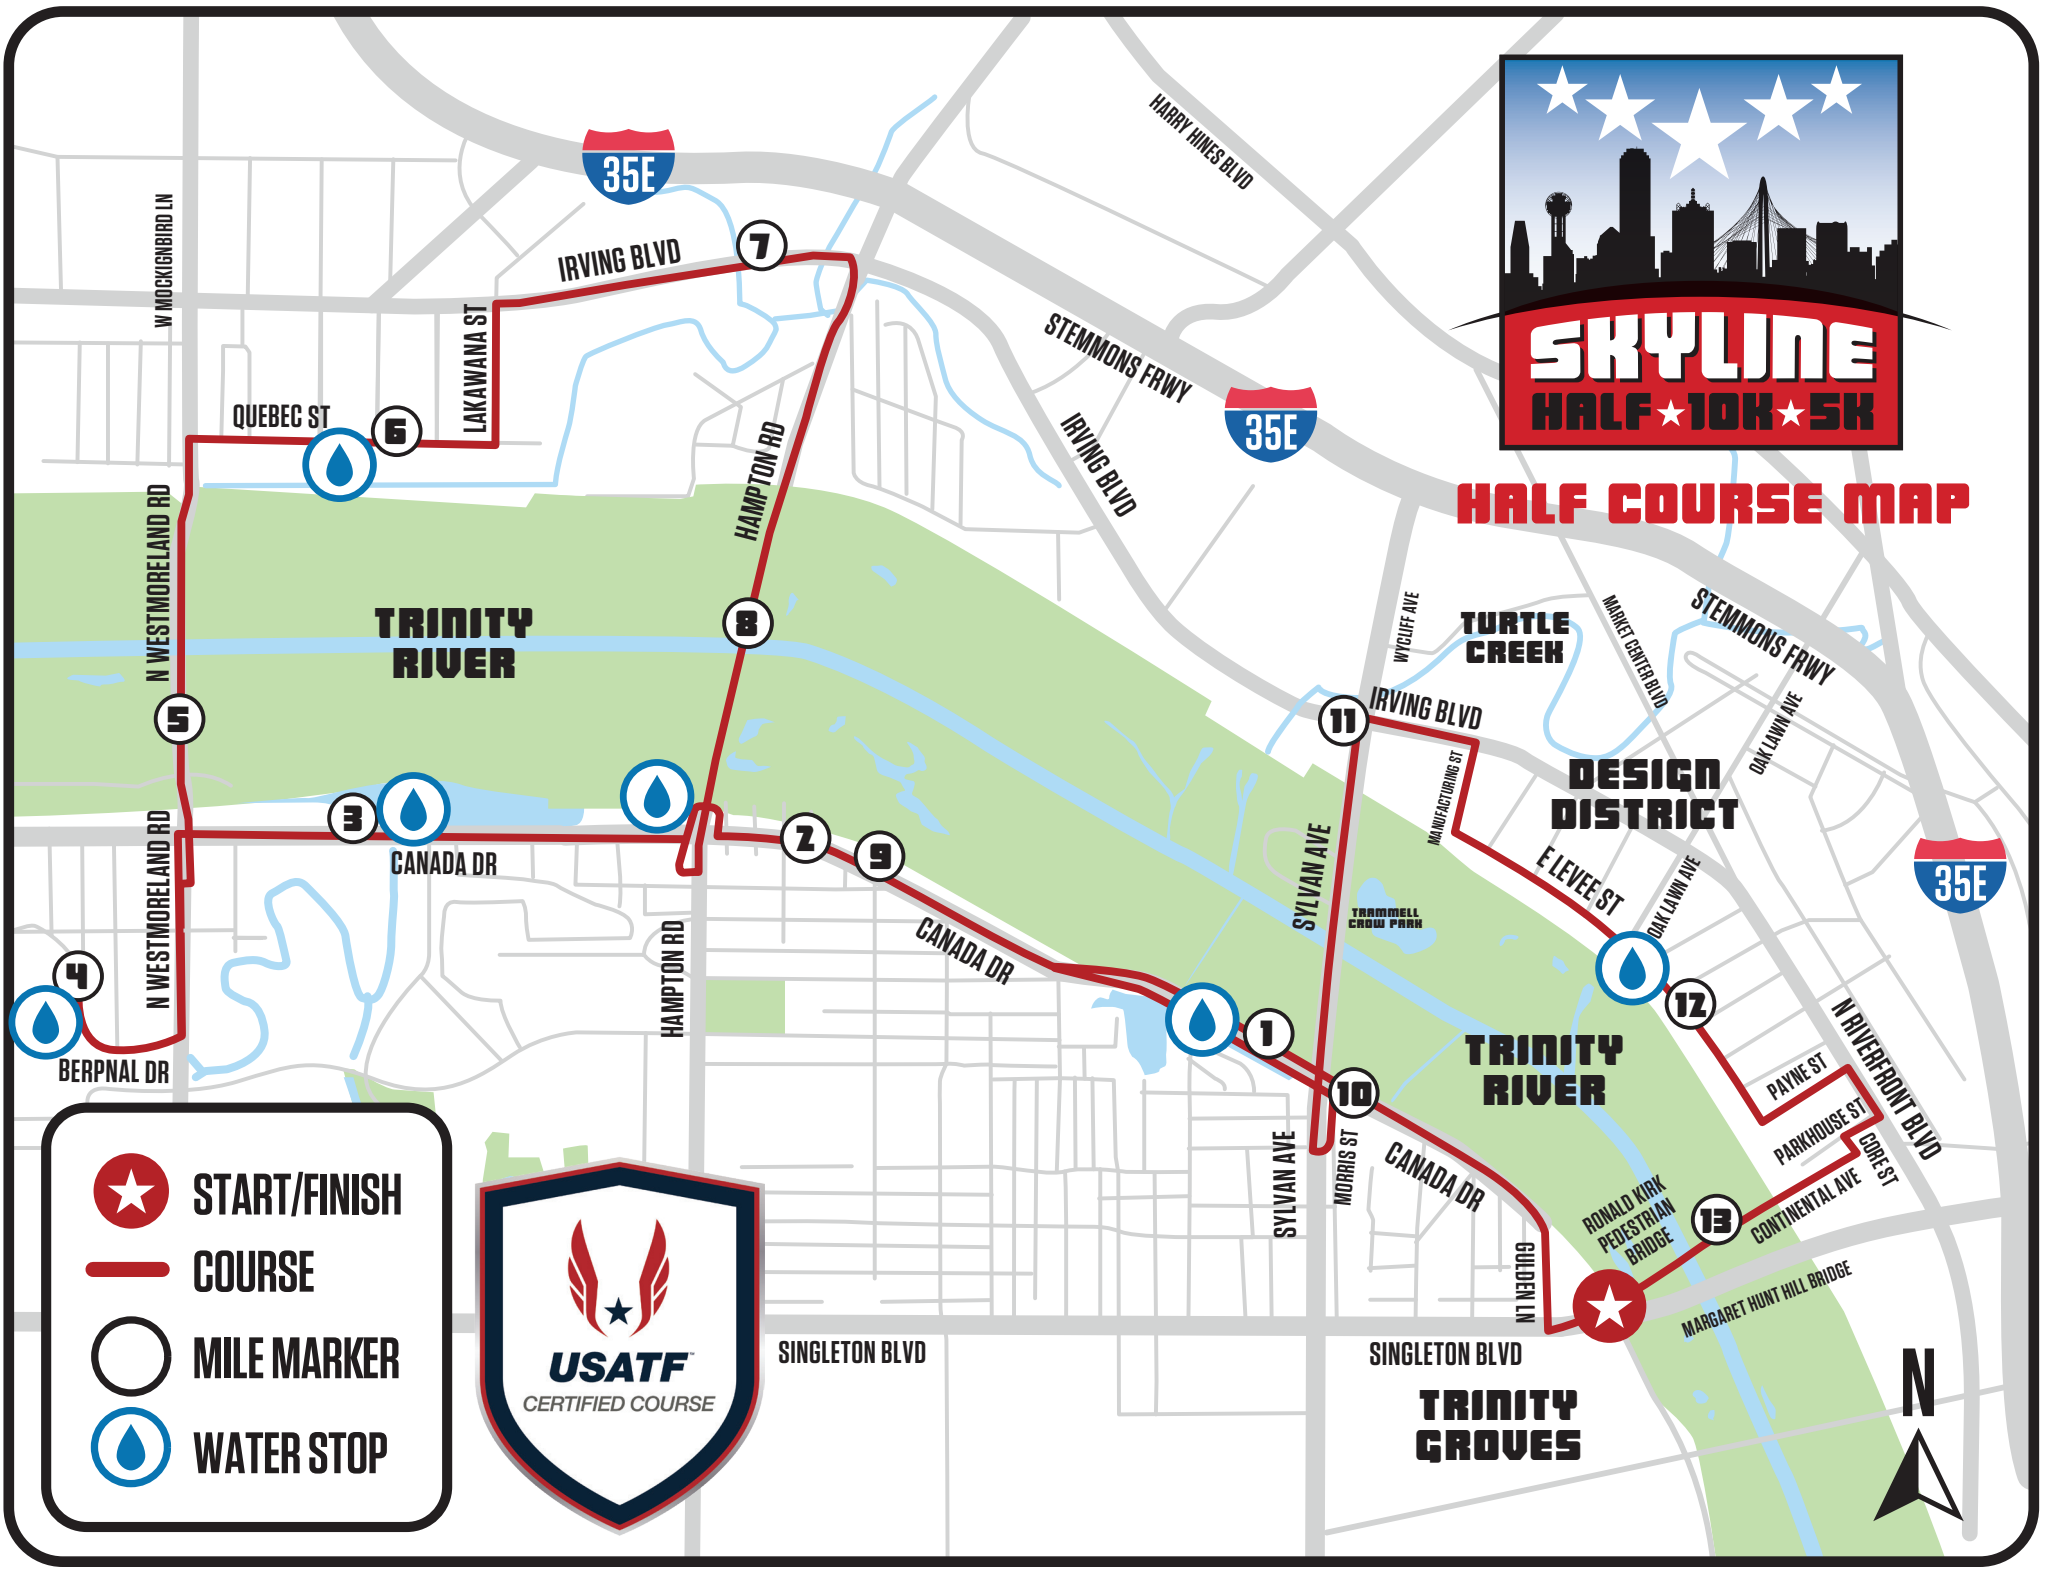 35E
HARRY HINES BLVD
W MOCKIGNBIRD LN
IRVING BLVD
7
SKYLINE
HALF 10K 5K
HALF COURSE MAP
LAKAWANA ST
STEMMONS FRWY
35E
QUEBEC ST
6
HAMPTON RD
IRVING BLVD
N WESTMORELAND RD
TRINITY
RIVER
8
5
WYCLIFF AVE
TURTLE
CREEK
MARKET CENTER BLVD
STEMMONS FRWY
11
IRVING BLVD
OAK LAWN AVE
MANUFACTURING ST
DESIGN
DISTRICT
3
2
9
CANADA DR
N WESTMORELAND RD
SYLVAN AVE
E LEVEE ST
OAK LAWN AVE
35E
TRAMMELL
CROW PARK
HAMPTON RD
CANADA DR
4
BERPNAL DR
1
12
N RIVERFRONT BLVD
TRINITY
RIVER
10
PAYNE ST
PARKHOUSE ST
CORE ST
SYLVAN AVE
MORRIS ST
CANADA DR
RONALD KIRK
PEDESTRIAN
BRIDGE
13
CONTINENTAL AVE
GULDEN LN
MARGARET HUNT HILL BRIDGE
SINGLETON BLVD
SINGLETON BLVD
TRINITY
GROVES
N
START/FINISH
COURSE
MILE MARKER
WATER STOP
USATF
CERTIFIED COURSE